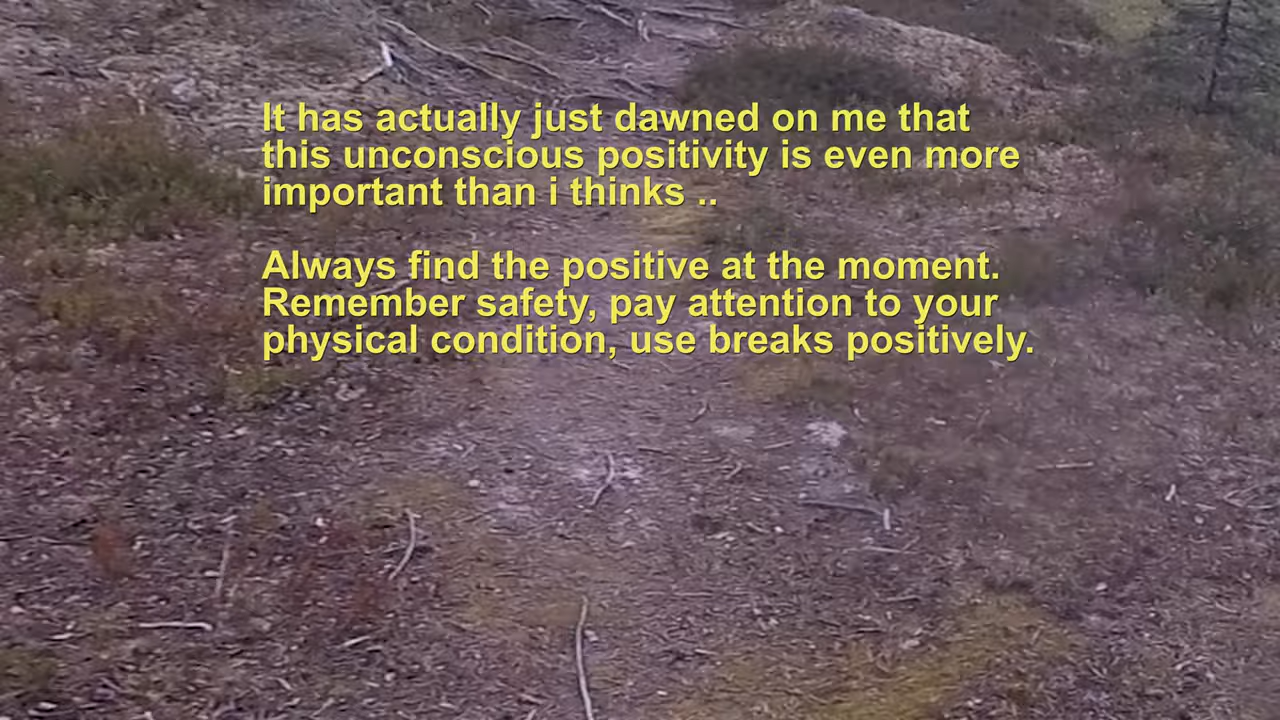 It has actually just dawned on me that
this unconscious positivity is even more
important than i thinks ..
Always find the positive at the moment.
Remember safety, pay attention to your
physical condition, use breaks positively.